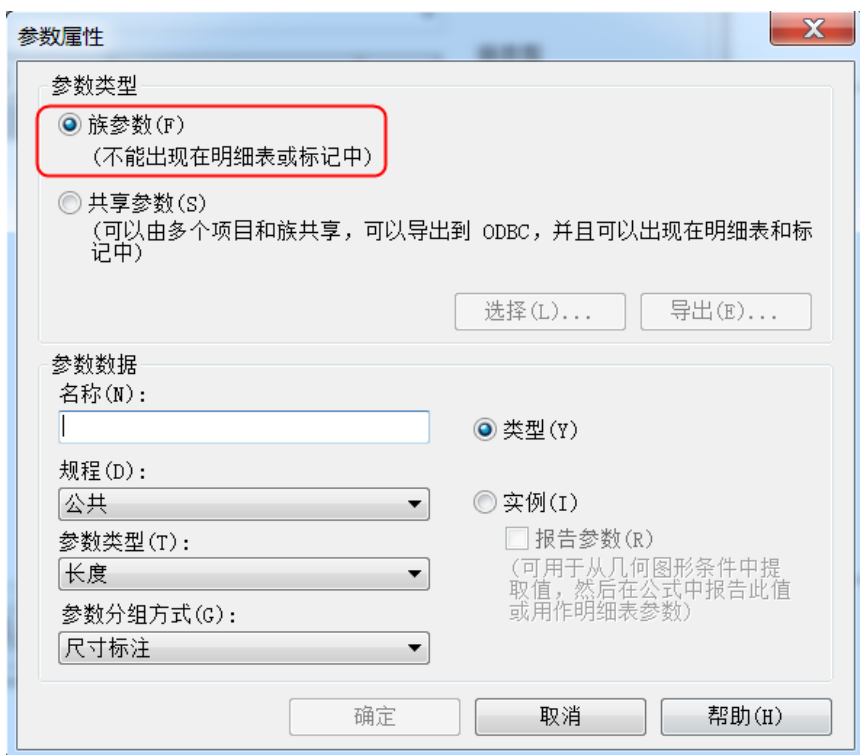 参数属性
参数类型
族参数(F)
(不能出现在明细表或标记中)
共享参数(S)
(可以由多个项目和族共享，可以导出到 ODBC，并且可以出现在明细表和标
记中)
选择(L)...
导出(E)...
参数数据
名称(N):
类型(Y)
规程(D):
公共
实例(I)
参数类型(T):
报告参数(R)
长度
(可用于从几何图形条件中提
取值，然后在公式中报告此值
或用作明细表参数)
参数分组方式(G):
尺寸标注
确定
取消
帮助(H)